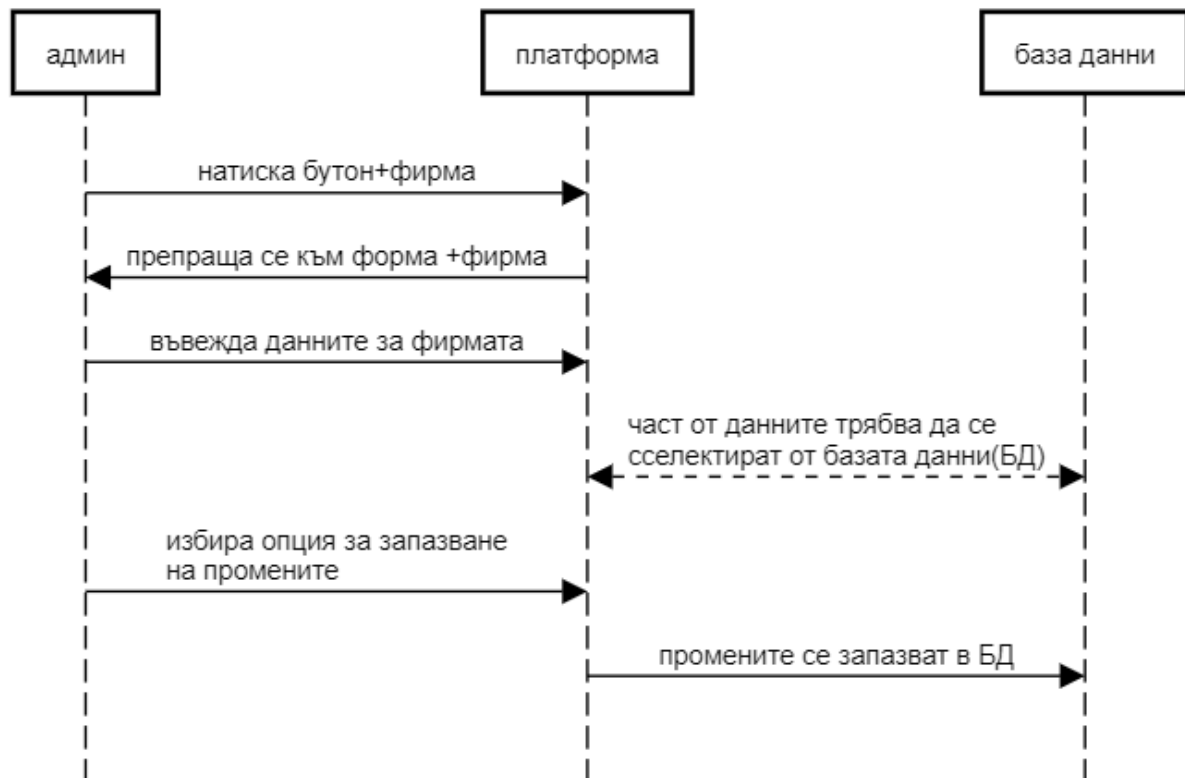 админ
платформа
база данни
натиска бутон+фирма
препраща се към форма +фирма
въвежда данните за фирмата
част от данните трябва да се
сселектират от базата данни(БД)
избира опция за запазване
на промените
промените се запазват в БД